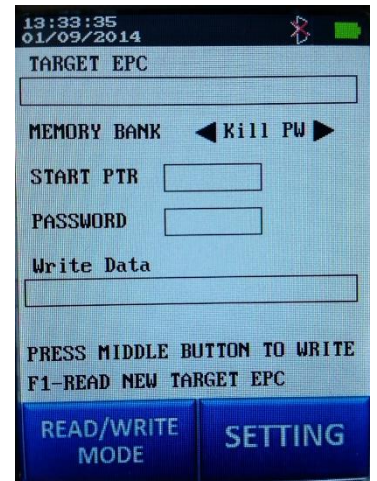 13:33:35
01/09/2014
TARGET EPC
MEMORY BANK ◀Kill PW▶
START PTR
PASSWORD
Write Data
PRESS MIDDLE BUTTON TO WRITE
F1-READ NEW TARGET EPC
READ/WRITE SETTING
MODE